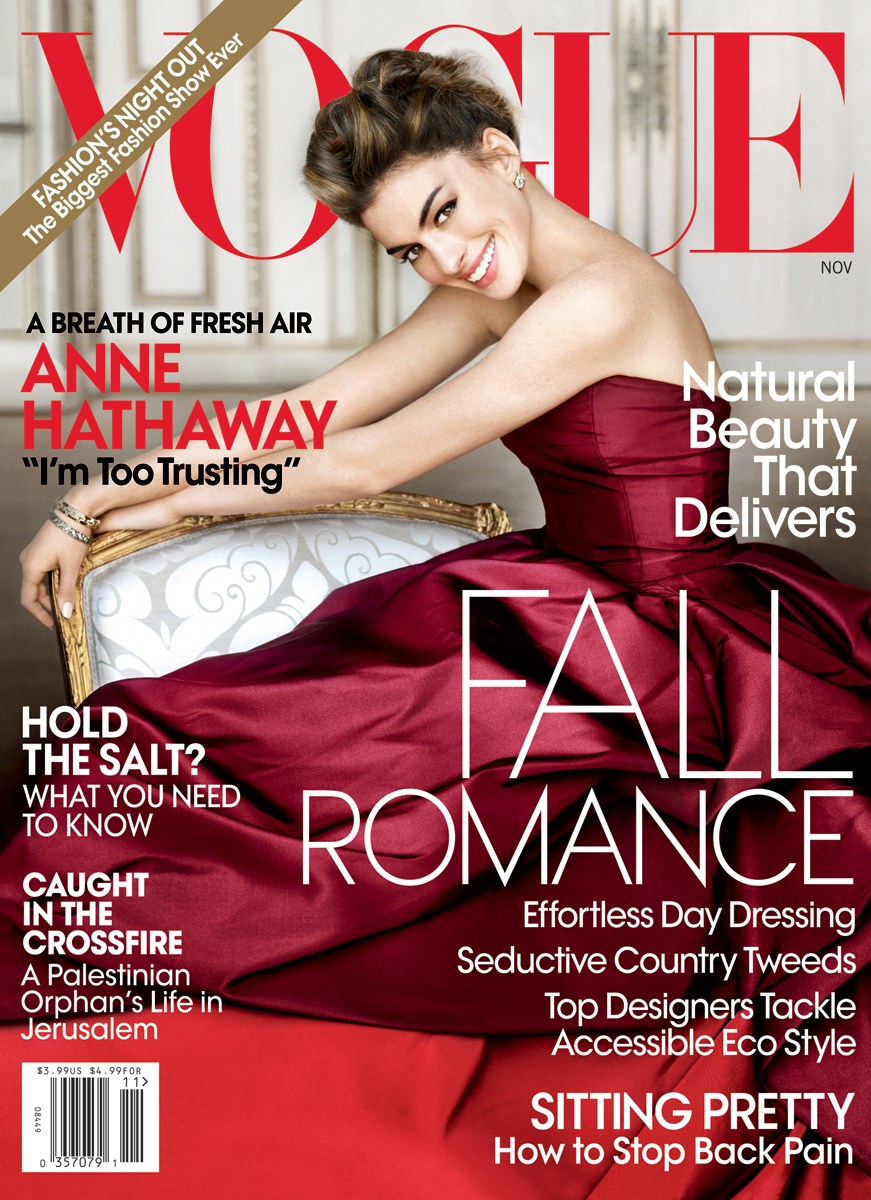 VOGUE
FASHION'S NIGHT OUT
The Biggest Fashion Show Ever
NOV
A BREATH OF FRESH AIR
ANNE
HATHAWAY
“I’m Too Trusting”
Natural
Beauty
That
Delivers
FALL
ROMANCE
Effortless Day Dressing
Seductive Country Tweeds
Top Designers Tackle
Accessible Eco Style
SITTING PRETTY
How to Stop Back Pain
HOLD
THE SALT?
WHAT YOU NEED
TO KNOW
CAUGHT
IN THE
CROSSFIRE
A Palestinian
Orphan’s Life in
Jerusalem
$3.99US $4.99FOR
11>
08449
0 357079 1